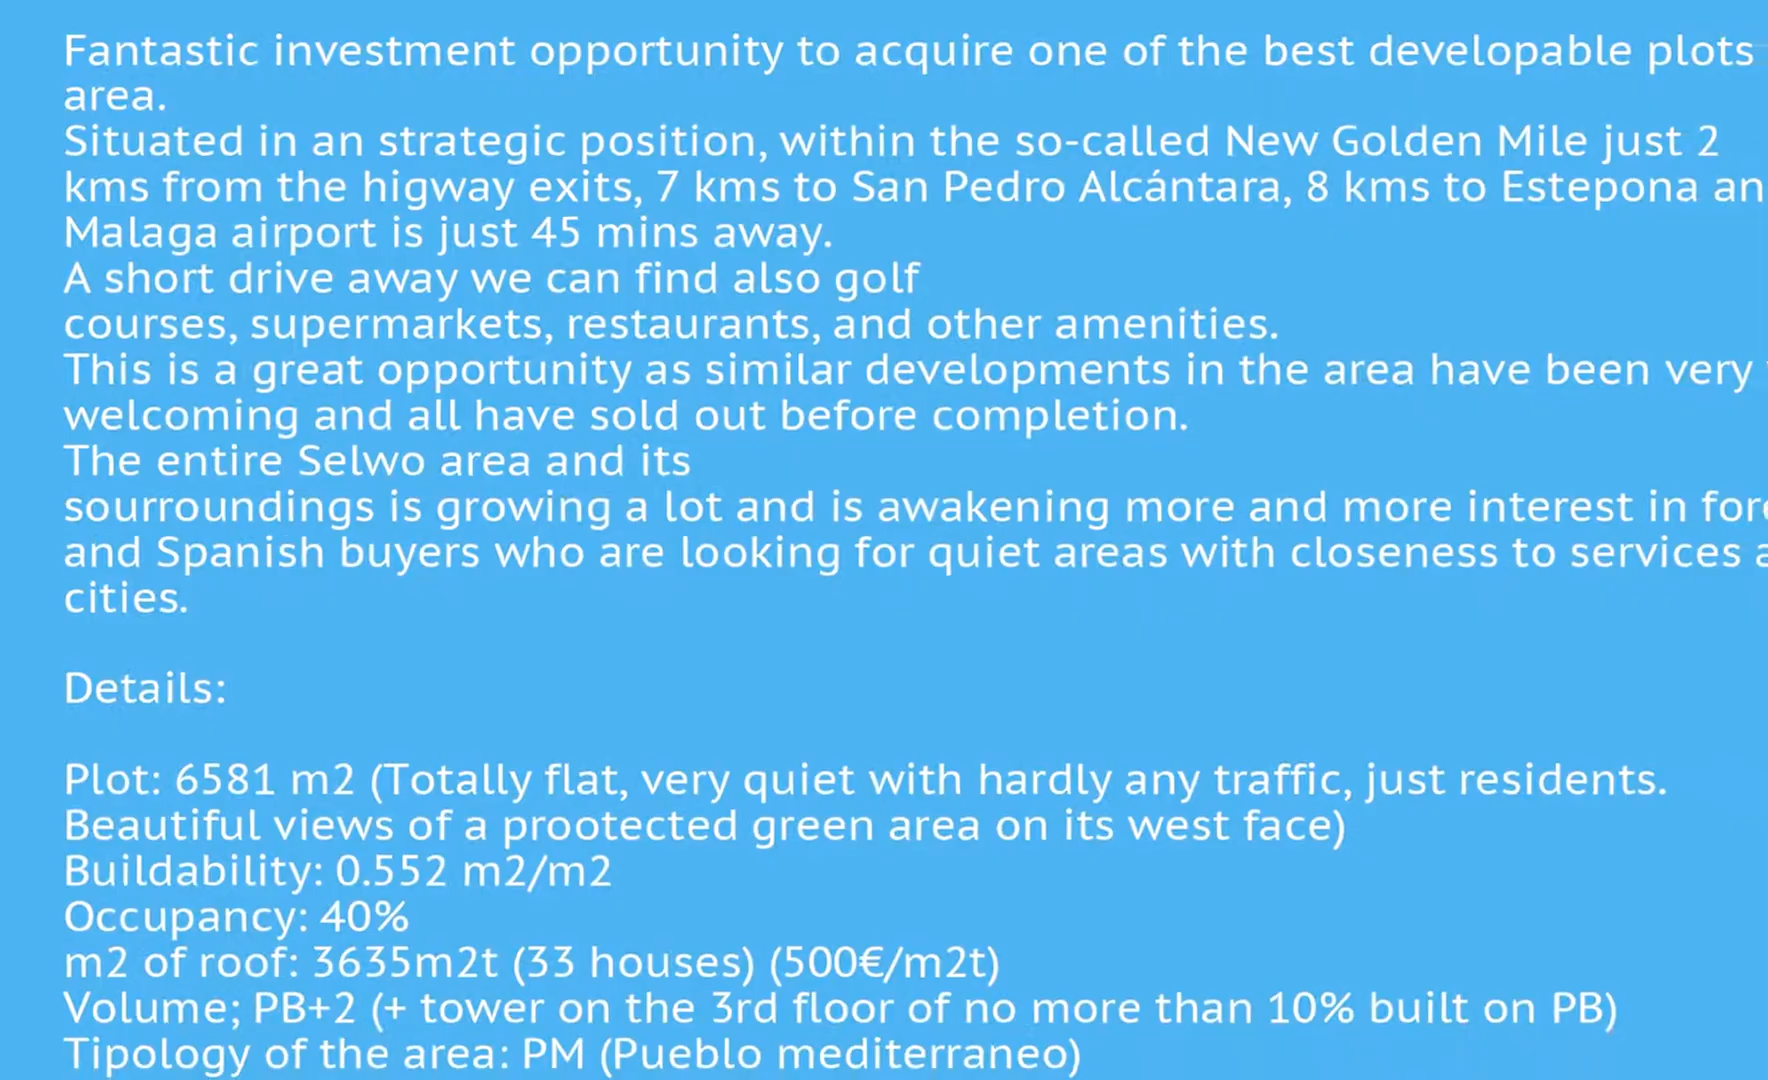 Fantastic investment opportunity to acquire one of the best developable plots
area.
Situated in an strategic position, within the so-called New Golden Mile just 2
kms from the higway exits, 7 kms to San Pedro Alcántara, 8 kms to Estepona an
Malaga airport is just 45 mins away.
A short drive away we can find also golf
courses, supermarkets, restaurants, and other amenities.
This is a great opportunity as similar developments in the area have been very
welcoming and all have sold out before completion.
The entire Selwo area and its
sourroundings is growing a lot and is awakening more and more interest in for
and Spanish buyers who are looking for quiet areas with closeness to services
cities.
Details:
Plot: 6581 m2 (Totally flat, very quiet with hardly any traffic, just residents.
Beautiful views of a prootected green area on its west face)
Buildability: 0.552 m2/m2
Occupancy: 40%
m2 of roof: 3635m2t (33 houses) (500€/m2t)
Volume; PB+2 (+ tower on the 3rd floor of no more than 10% built on PB)
Tipology of the area: PM (Pueblo mediterraneo)